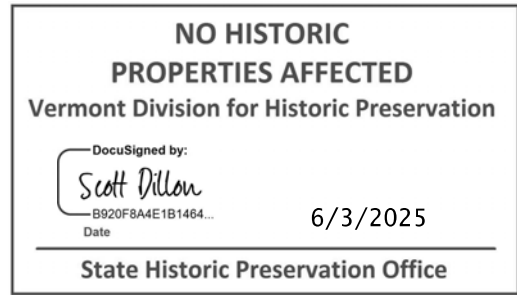 NO HISTORIC
PROPERTIES AFFECTED
Vermont Division for Historic Preservation
DocuSigned by:
Scott Dillon
B920F8A4E1B1464...
6/3/2025
Date
State Historic Preservation Office